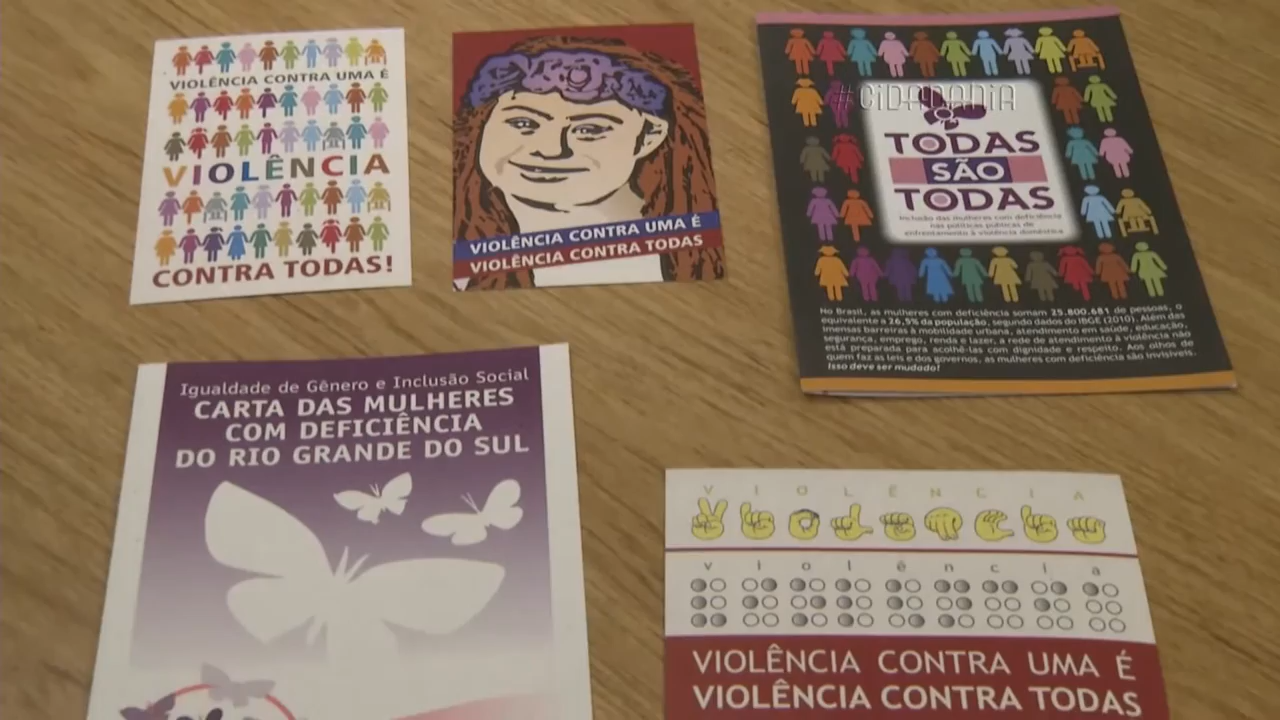 VIOLÊNCIA CONTRA UMA É
VIOLÊNCIA
CONTRA TODAS!
VIOLÊNCIA CONTRA UMA É
VIOLÊNCIA CONTRA TODAS
#CiDADANiA
TODAS
SÃO
TODAS
Inclusão das mulheres com deficiência
nas políticas públicas de
enfrentamento à violência doméstica
No Brasil, as mulheres com deficiência somam 25.800.681 de pessoas, o
equivalente a 26,5% da população, segundo dados do IBGE (2010). Além das
imensas barreiras à mobilidade urbana, atendimento em saúde, educação,
segurança, emprego, renda e lazer, a rede de atendimento à violência não
está preparada para acolhê-las com dignidade e respeito. Aos olhos de
quem faz as leis e dos governos, as mulheres com deficiência são invisíveis.
Isso deve ser mudado!
Igualdade de Gênero e Inclusão Social
CARTA DAS MULHERES
COM DEFICIÊNCIA
DO RIO GRANDE DO SUL
V I O L Ê N C I A
v i o l ê n c i a
VIOLÊNCIA CONTRA UMA É
VIOLÊNCIA CONTRA TODAS